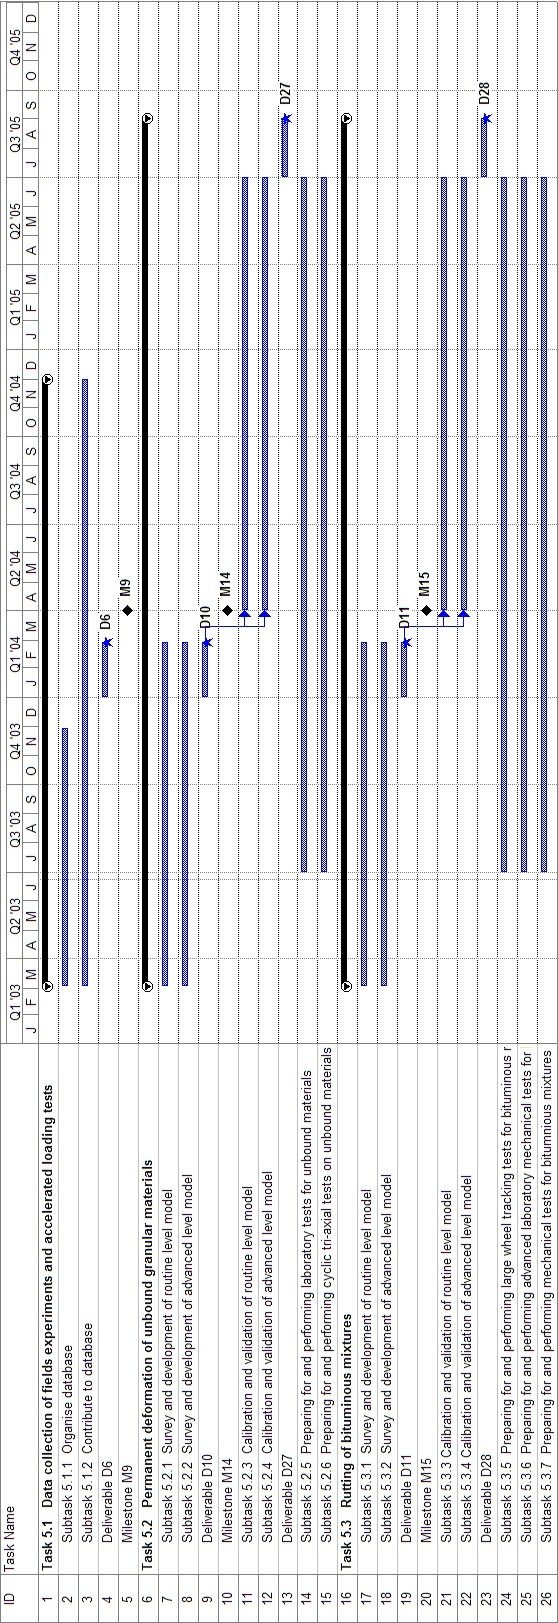 ID Task Name Q1 '03 Q2 '03 Q3 '03 Q4 '03 Q1 '04 Q2 '04 Q3 '04 Q4 '04 Q1 '05 Q2 '05 Q3 '05 Q4 '05
J F M A M J J A S O N D J F M A M J J A S O N D J F M A M J J A S O N D
1 Task 5.1 Data collection of fields experiments and accelerated loading tests
2 Subtask 5.1.1 Organise database
3 Subtask 5.1.2 Contribute to database
4 Deliverable D6 D6
5 Milestone M9 M9
6 Task 5.2 Permanent deformation of unbound granular materials
7 Subtask 5.2.1 Survey and development of routine level model
8 Subtask 5.2.2 Survey and development of advanced level model
9 Deliverable D10 D10
10 Milestone M14 M14
11 Subtask 5.2.3 Calibration and validation of routine level model
12 Subtask 5.2.4 Calibration and validation of advanced level model
13 Deliverable D27 D27
14 Subtask 5.2.5 Preparing for and performing laboratory tests for unbound materials
15 Subtask 5.2.6 Preparing for and performing cyclic tri-axial tests on unbound materials
16 Task 5.3 Rutting of bituminous mixtures
17 Subtask 5.3.1 Survey and development of routine level model
18 Subtask 5.3.2 Survey and development of advanced level model
19 Deliverable D11 D11
20 Milestone M15 M15
21 Subtask 5.3.3 Calibration and validation of routine level model
22 Subtask 5.3.4 Calibration and validation of advanced level model
23 Deliverable D28 D28
24 Subtask 5.3.5 Preparing for and performing large wheel tracking tests for bituminous r
25 Subtask 5.3.6 Preparing for and performing advanced laboratory mechanical tests for
26 Subtask 5.3.7 Preparing for and performing mechanical tests for bitumnious mixtures